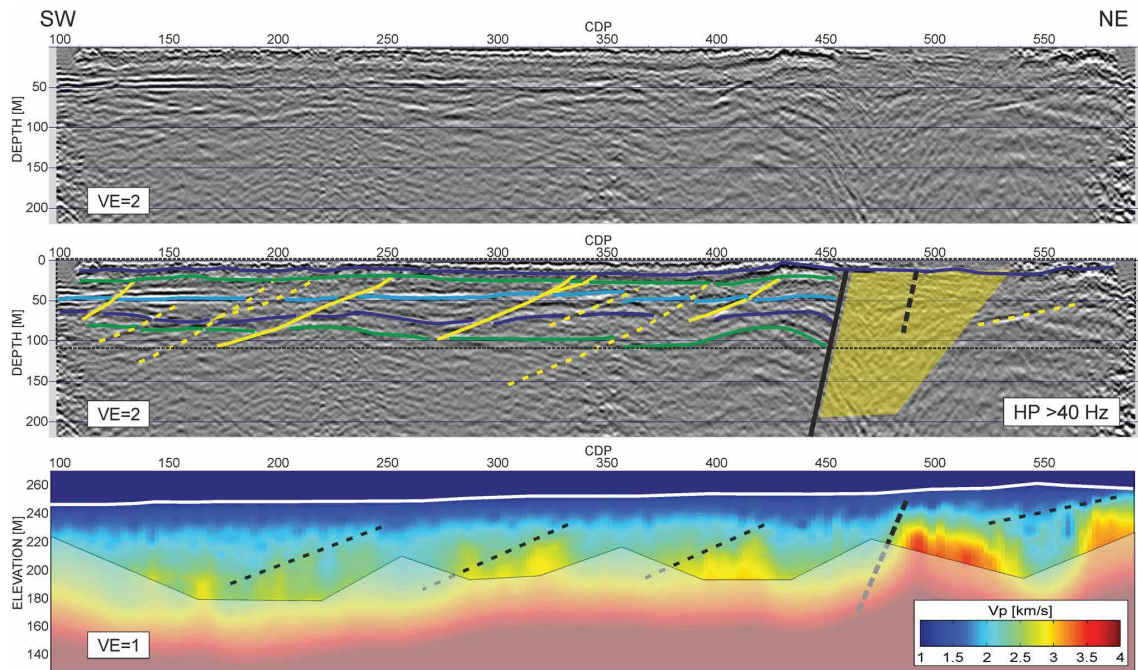 SW NE
CDP
100 150 200 250 300 350 400 450 500 550
0
50
100
150
200
DEPTH [M]
VE=2
CDP
100 150 200 250 300 350 400 450 500 550
0
50
100
150
200
DEPTH [M]
VE=2
HP >40 Hz
CDP
100 150 200 250 300 350 400 450 500 550
260
240
220
200
180
160
140
ELEVATION [M]
VE=1
Vp [km/s]
1 1.5 2 2.5 3 3.5 4